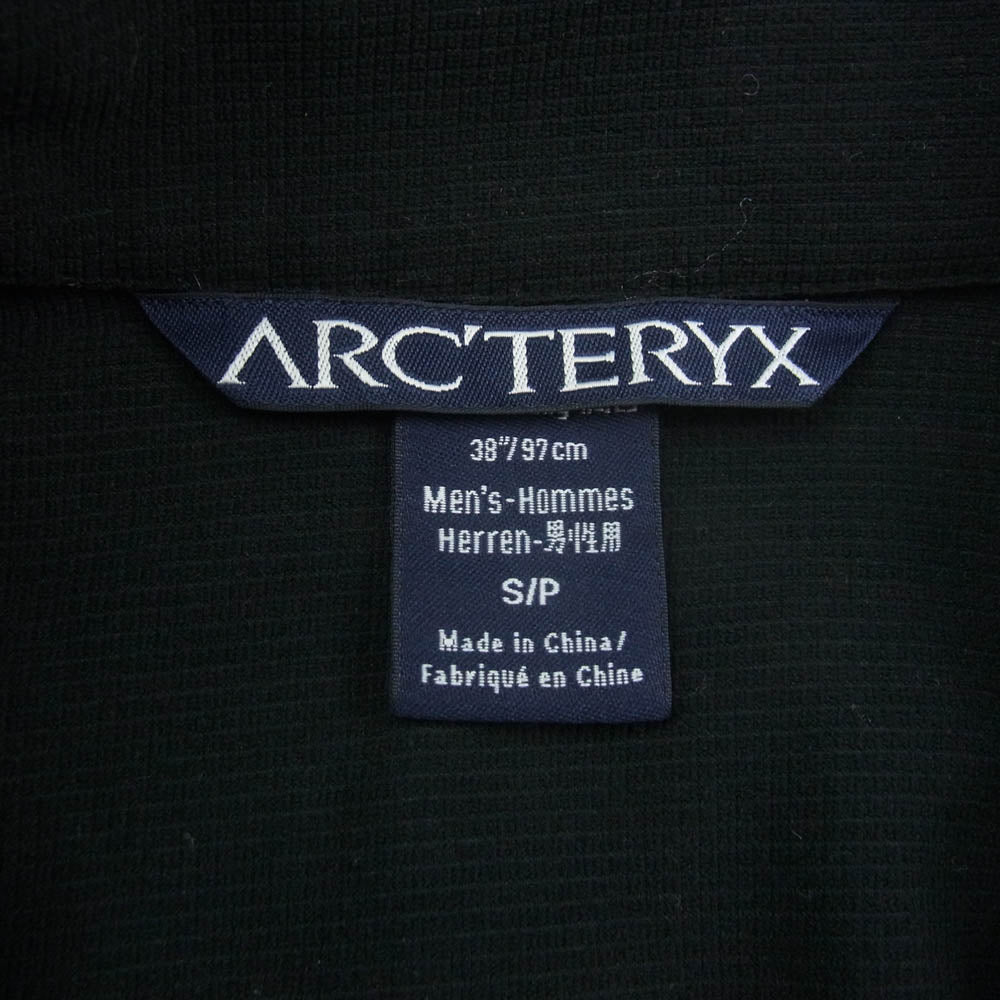 ARC'TERYX
38"/97cm
Men's-Hommes
Herren-男性用
S/P
Made in China/
Fabriqué en Chine